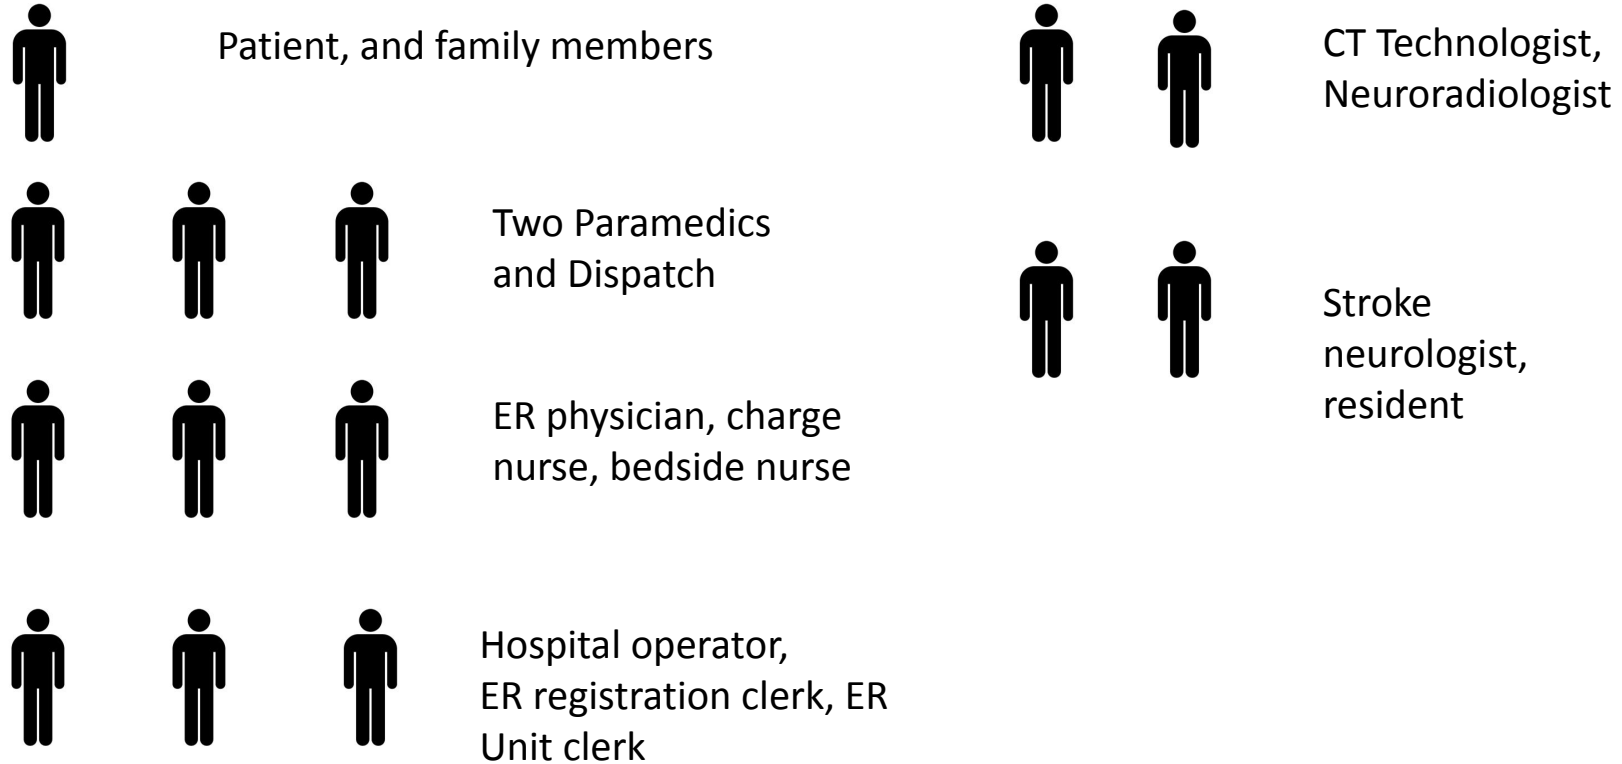 Patient, and family members
Two Paramedics
and Dispatch
ER physician, charge
nurse, bedside nurse
Hospital operator,
ER registration clerk, ER
Unit clerk
CT Technologist,
Neuroradiologist
Stroke
neurologist,
resident